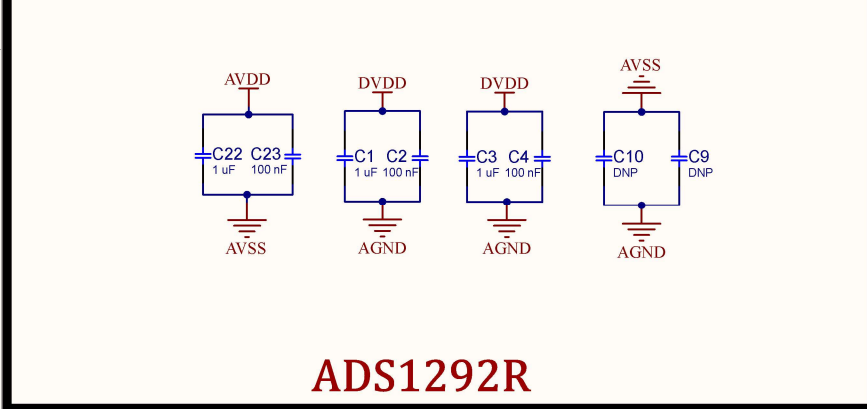 AVDD
DVDD
DVDD
AVSS
C22 C23
1 uF 100 nF
C1 C2
1 uF 100 nF
C3 C4
1 uF 100 nF
C10 C9
DNP DNP
AVSS
AGND
AGND
AGND
ADS1292R